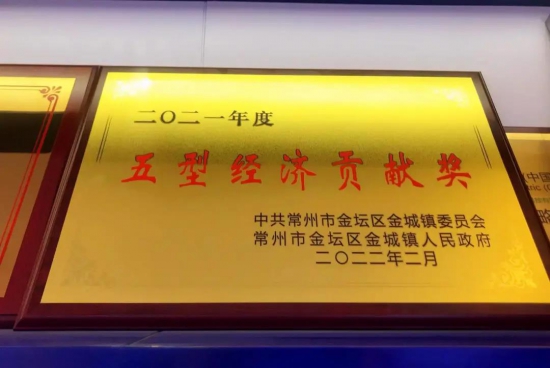 二〇二一年度
五型经济贡献奖
中共常州市金坛区金城镇委员会
常州市金坛区金城镇人民政府
二〇二二年二月
中国